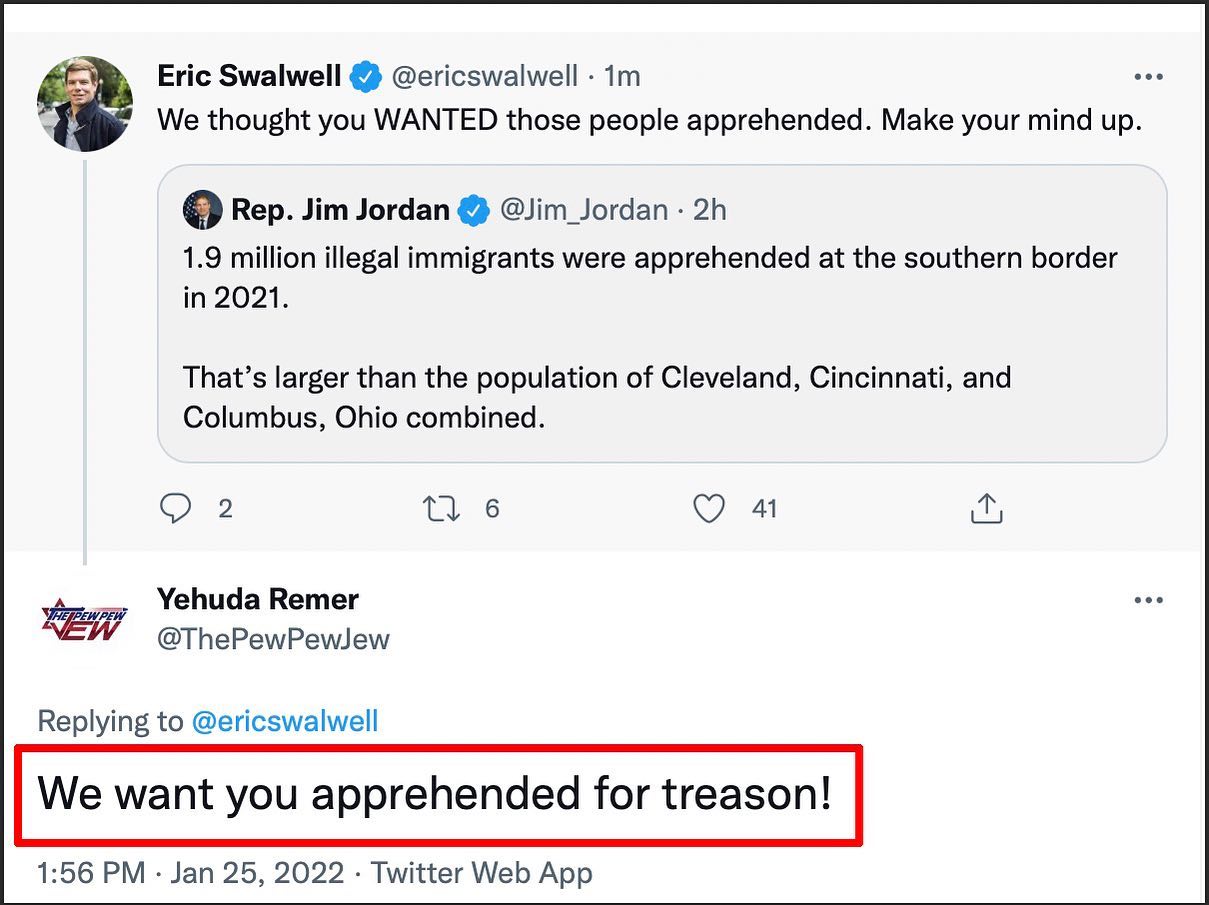 Eric Swalwell @ericswalwell · 1m
We thought you WANTED those people apprehended. Make your mind up.
Rep. Jim Jordan @Jim_Jordan · 2h
1.9 million illegal immigrants were apprehended at the southern border
in 2021.
That’s larger than the population of Cleveland, Cincinnati, and
Columbus, Ohio combined.
2 6 41
THE PEW PEW
JEW
Yehuda Remer
@ThePewPewJew
Replying to @ericswalwell
We want you apprehended for treason!
1:56 PM · Jan 25, 2022 · Twitter Web App